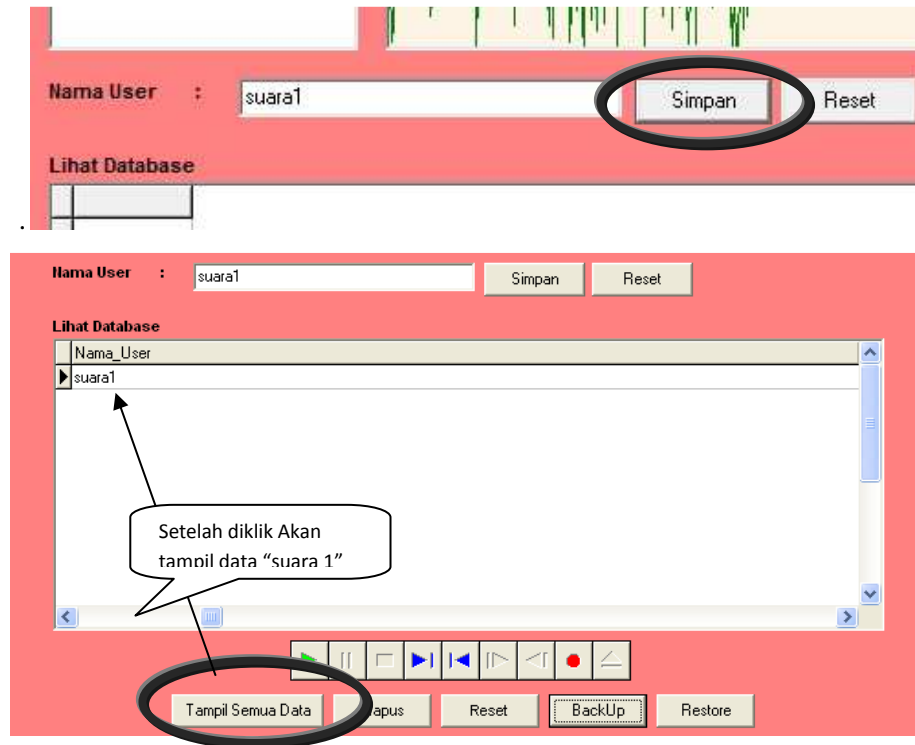 Nama User : suara1 Simpan Reset
Lihat Database
.
Nama User : suara1 Simpan Reset
Lihat Database
Nama_User
suara1
Setelah diklik Akan
tampil data “suara 1”
Tampil Semua Data apus Reset BackUp Restore